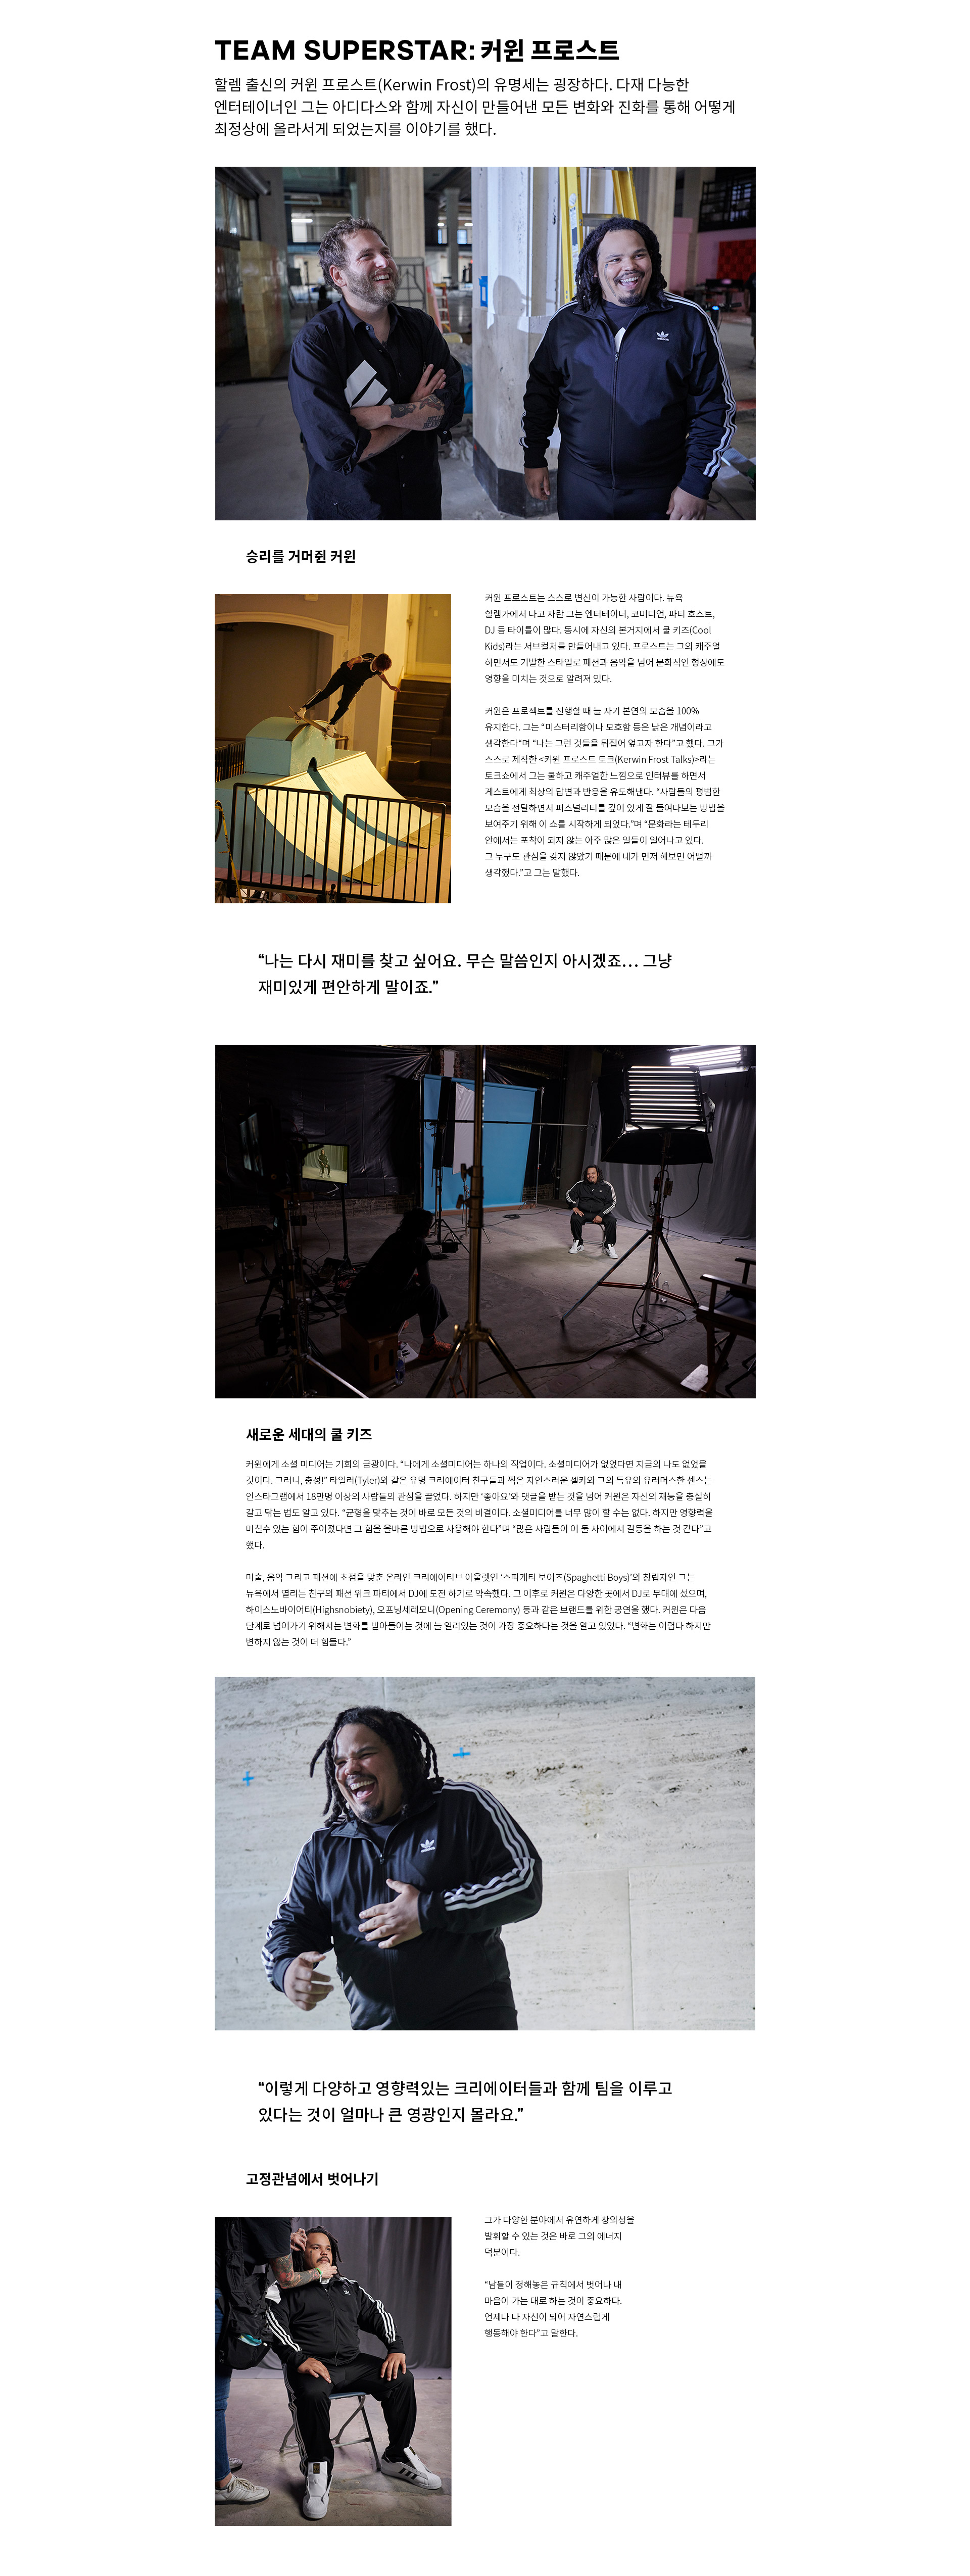 TEAM SUPERSTAR: 커윈 프로스트
할렘 출신의 커윈 프로스트(Kerwin Frost)의 유명세는 굉장하다. 다재 다능한
엔터테이너인 그는 아디다스와 함께 자신이 만들어낸 모든 변화와 진화를 통해 어떻게
최정상에 올라서게 되었는지를 이야기를 했다.
승리를 거머쥔 커윈
커윈 프로스트는 스스로 변신이 가능한 사람이다. 뉴욕
할렘가에서 나고 자란 그는 엔터테이너, 코미디언, 파티 호스트,
DJ 등 타이틀이 많다. 동시에 자신의 본거지에서 쿨 키즈(Cool
Kids)라는 서브컬처를 만들어내고 있다. 프로스트는 그의 캐주얼
하면서도 기발한 스타일로 패션과 음악을 넘어 문화적인 형상에도
영향을 미치는 것으로 알려져 있다.
커윈은 프로젝트를 진행할 때 늘 자기 본연의 모습을 100%
유지한다. 그는 “미스터리함이나 모호함 등은 낡은 개념이라고
생각한다“며 “나는 그런 것들을 뒤집어 엎고자 한다”고 했다. 그가
스스로 제작한 <커윈 프로스트 토크(Kerwin Frost Talks)>라는
토크쇼에서 그는 쿨하고 캐주얼한 느낌으로 인터뷰를 하면서
게스트에게 최상의 답변과 반응을 유도해낸다. “사람들의 평범한
모습을 전달하면서 퍼스널리티를 깊이 있게 잘 들여다보는 방법을
보여주기 위해 이 쇼를 시작하게 되었다.”며 “문화라는 테두리
안에서는 포착이 되지 않는 아주 많은 일들이 일어나고 있다.
그 누구도 관심을 갖지 않았기 때문에 내가 먼저 해보면 어떨까
생각했다.”고 그는 말했다.
“나는 다시 재미를 찾고 싶어요. 무슨 말씀인지 아시겠죠... 그냥
재미있게 편안하게 말이죠.”
새로운 세대의 쿨 키즈
커윈에게 소셜 미디어는 기회의 금광이다. “나에게 소셜미디어는 하나의 직업이다. 소셜미디어가 없었다면 지금의 나도 없었을
것이다. 그러니, 충성!” 타일러(Tyler)와 같은 유명 크리에이터 친구들과 찍은 자연스러운 셀카와 그의 특유의 유러머스한 센스는
인스타그램에서 18만명 이상의 사람들의 관심을 끌었다. 하지만 ‘좋아요’와 댓글을 받는 것을 넘어 커윈은 자신의 재능을 충실히
갈고 닦는 법도 알고 있다. “균형을 맞추는 것이 바로 모든 것의 비결이다. 소셜미디어를 너무 많이 할 수는 없다. 하지만 영향력을
미칠수 있는 힘이 주어졌다면 그 힘을 올바른 방법으로 사용해야 한다”며 “많은 사람들이 이 둘 사이에서 갈등을 하는 것 같다”고
했다.
미술, 음악 그리고 패션에 초점을 맞춘 온라인 크리에이티브 아울렛인 ‘스파게티 보이즈(Spaghetti Boys)’의 창립자인 그는
뉴욕에서 열리는 친구의 패션 위크 파티에서 DJ에 도전 하기로 약속했다. 그 이후로 커윈은 다양한 곳에서 DJ로 무대에 섰으며,
하이스노바이어티(Highsnobiety), 오프닝세레모니(Opening Ceremony) 등과 같은 브랜드를 위한 공연을 했다. 커윈은 다음
단계로 넘어가기 위해서는 변화를 받아들이는 것에 늘 열려있는 것이 가장 중요하다는 것을 알고 있었다. “변화는 어렵다 하지만
변하지 않는 것이 더 힘들다.”
“이렇게 다양하고 영향력있는 크리에이터들과 함께 팀을 이루고
있다는 것이 얼마나 큰 영광인지 몰라요.”
고정관념에서 벗어나기
그가 다양한 분야에서 유연하게 창의성을
발휘할 수 있는 것은 바로 그의 에너지
덕분이다.
“남들이 정해놓은 규칙에서 벗어나 내
마음이 가는 대로 하는 것이 중요하다.
언제나 나 자신이 되어 자연스럽게
행동해야 한다”고 말한다.